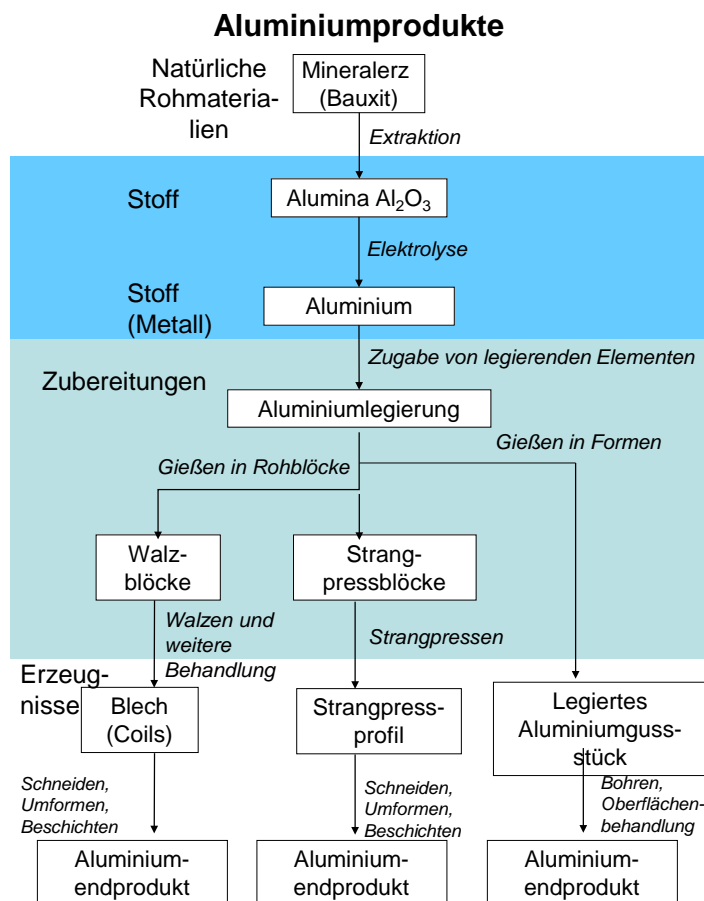 Aluminiumprodukte
Natürliche
Rohmateria-
lien
Mineralerz
(Bauxit)
Extraktion
Stoff
Alumina Al₂O₃
Elektrolyse
Stoff
(Metall)
Aluminium
Zugabe von legierenden Elementen
Zubereitungen
Aluminiumlegierung
Gießen in Formen
Gießen in Rohblöcke
Walz-
blöcke
Strang-
pressblöcke
Walzen und
weitere
Behandlung
Strangpressen
Erzeug-
nisse
Blech
(Coils)
Strangpress-
profil
Legiertes
Aluminiumguss-
stück
Schneiden,
Umformen,
Beschichten
Schneiden,
Umformen,
Beschichten
Bohren,
Oberflächen-
behandlung
Aluminium-
endprodukt
Aluminium-
endprodukt
Aluminium-
endprodukt